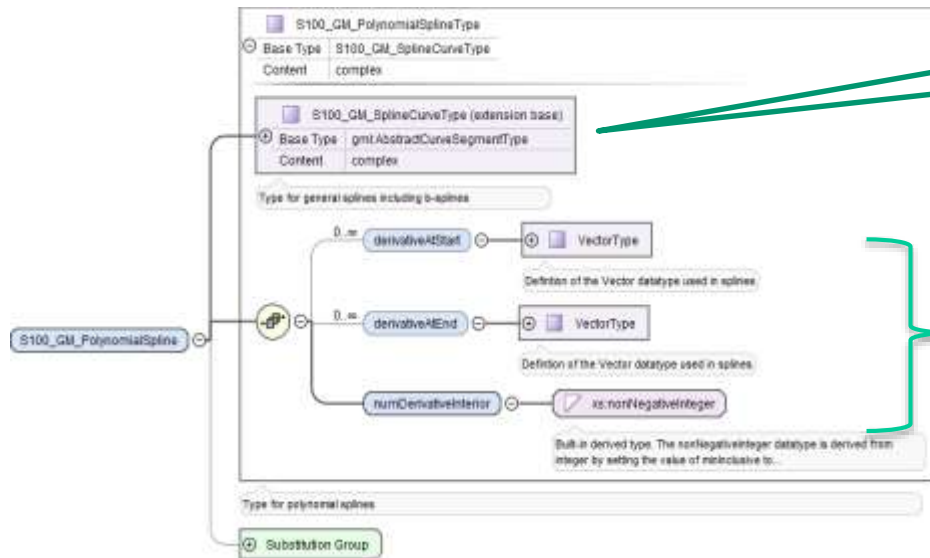 S100_GM_PolynomialSplineType
Base Type S100_GM_SplineCurveType
Content complex
S100_GM_SplineCurveType (extension base)
Base Type gml:AbstractCurveSegmentType
Content complex
Type for general splines including b-splines
0..∞ derivativeAtStart VectorType
Defintion of the Vector datatype used in splines
0..∞ derivativeAtEnd VectorType
Defintion of the Vector datatype used in splines
S100_GM_PolynomialSpline
numDerivativeInterior xs:nonNegativeInteger
Built-in derived type. The nonNegativeInteger datatype is derived from
integer by setting the value of minInclusive to...
Type for polynomial splines
Substitution Group